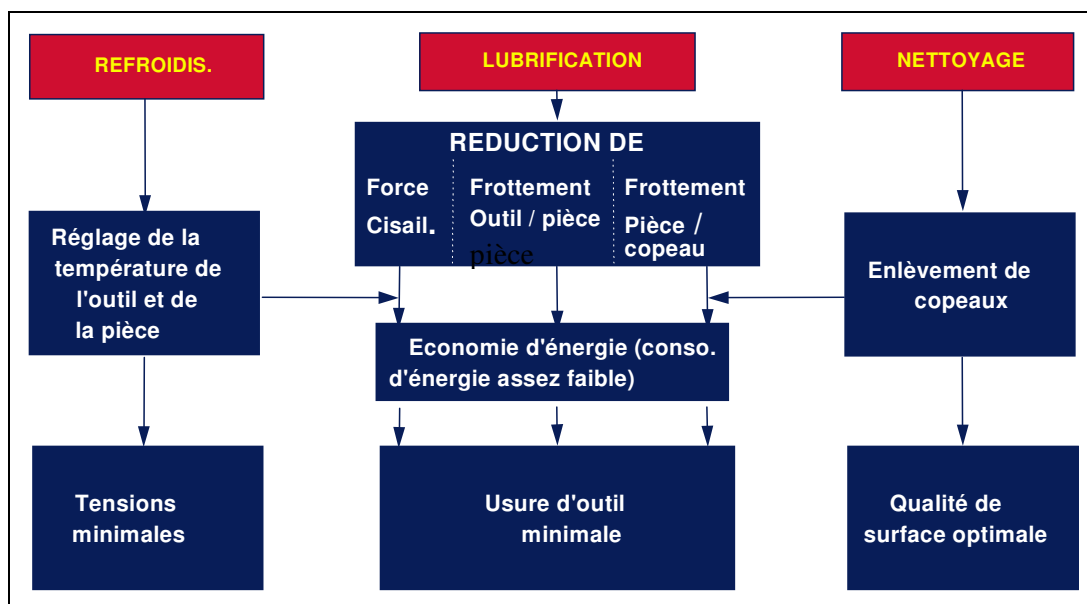 REFROIDIS.
LUBRIFICATION
NETTOYAGE
REDUCTION DE
Force
Cisail.
Frottement
Outil / pièce
pièce
Frottement
Pièce /
copeau
Réglage de la
température de
l'outil et de
la pièce
Enlèvement de
copeaux
Economie d'énergie (conso.
d'énergie assez faible)
Tensions
minimales
Usure d'outil
minimale
Qualité de
surface optimale